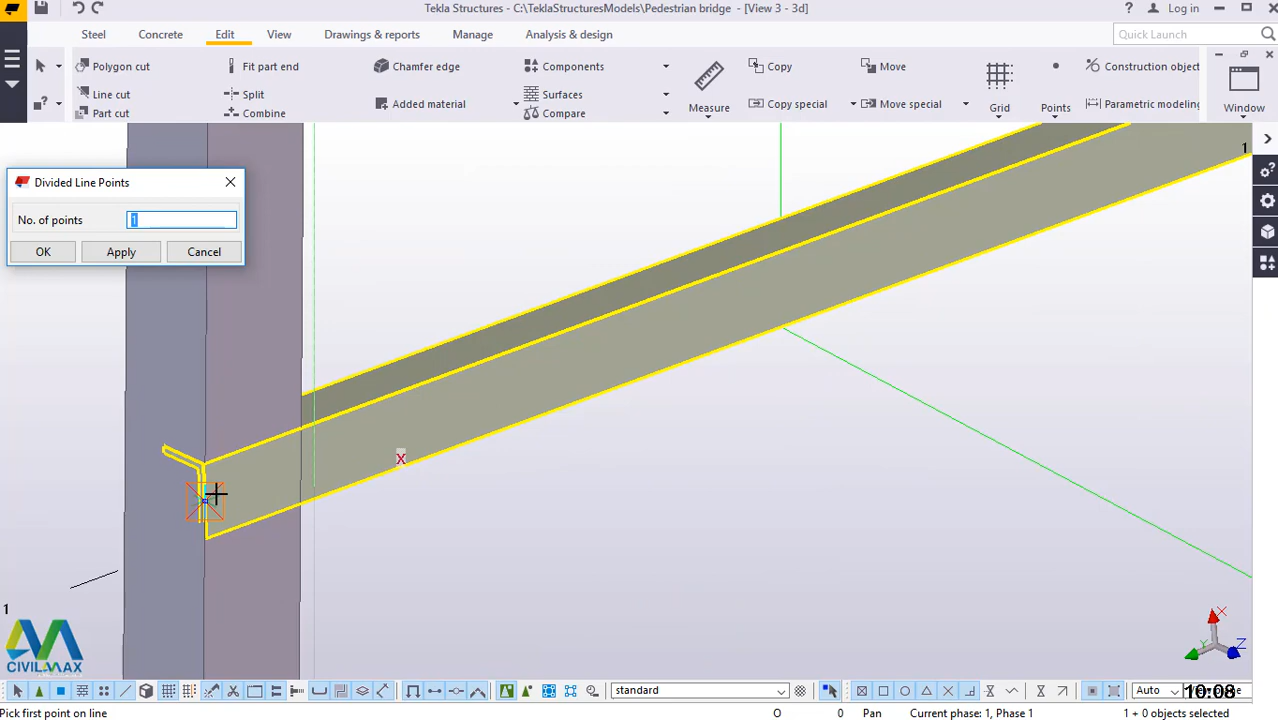 Tekla Structures - C:\TeklaStructuresModels\Pedestrian bridge - [View 3 - 3d]
? Log in
Steel Concrete Edit View Drawings & reports Manage Analysis & design Quick Launch
Polygon cut Fit part end Chamfer edge Components Copy Move Construction object
Line cut Split Added material Surfaces Measure Copy special Move special Grid Points Parametric modeling Window
Part cut Combine Compare
Divided Line Points
No. of points 1
OK Apply Cancel
1
X
1
CIVILMAX
X
Y
Z
standard Auto 10:08
Pick first point on line O 0 Pan Current phase: 1, Phase 1 1 + 0 objects selected